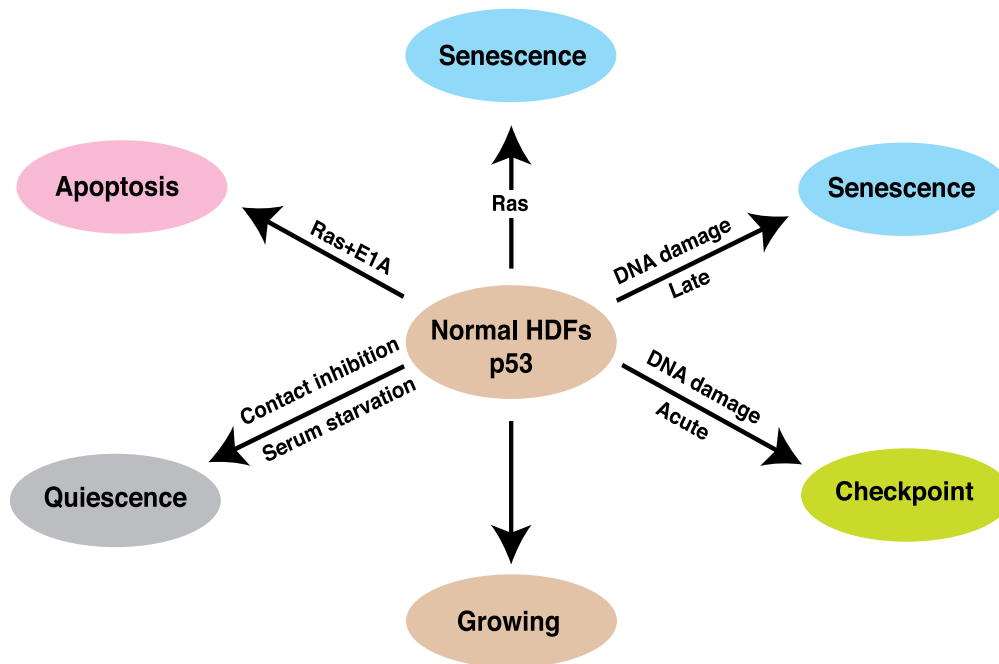 Senescence
Apoptosis
Ras
Senescence
Ras+E1A
DNA damage
Late
Normal HDFs
p53
Contact inhibition
Serum starvation
DNA damage
Acute
Quiescence
Checkpoint
Growing